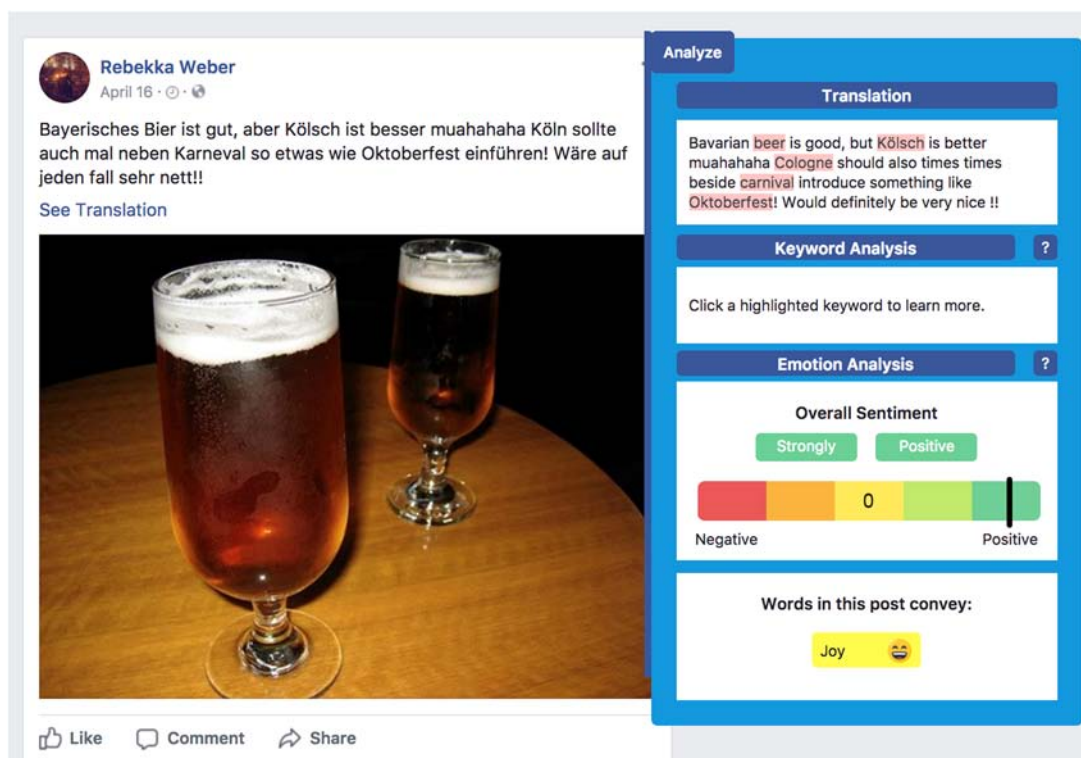 Rebekka Weber
April 16
Bayerisches Bier ist gut, aber Kölsch ist besser muahahaha Köln sollte
auch mal neben Karneval so etwas wie Oktoberfest einführen! Wäre auf
jeden fall sehr nett!!
See Translation
Like Comment Share
Analyze
Translation
Bavarian beer is good, but Kölsch is better
muahahaha Cologne should also times times
beside carnival introduce something like
Oktoberfest! Would definitely be very nice !!
Keyword Analysis ?
Click a highlighted keyword to learn more.
Emotion Analysis ?
Overall Sentiment
Strongly Positive
0
Negative Positive
Words in this post convey:
Joy